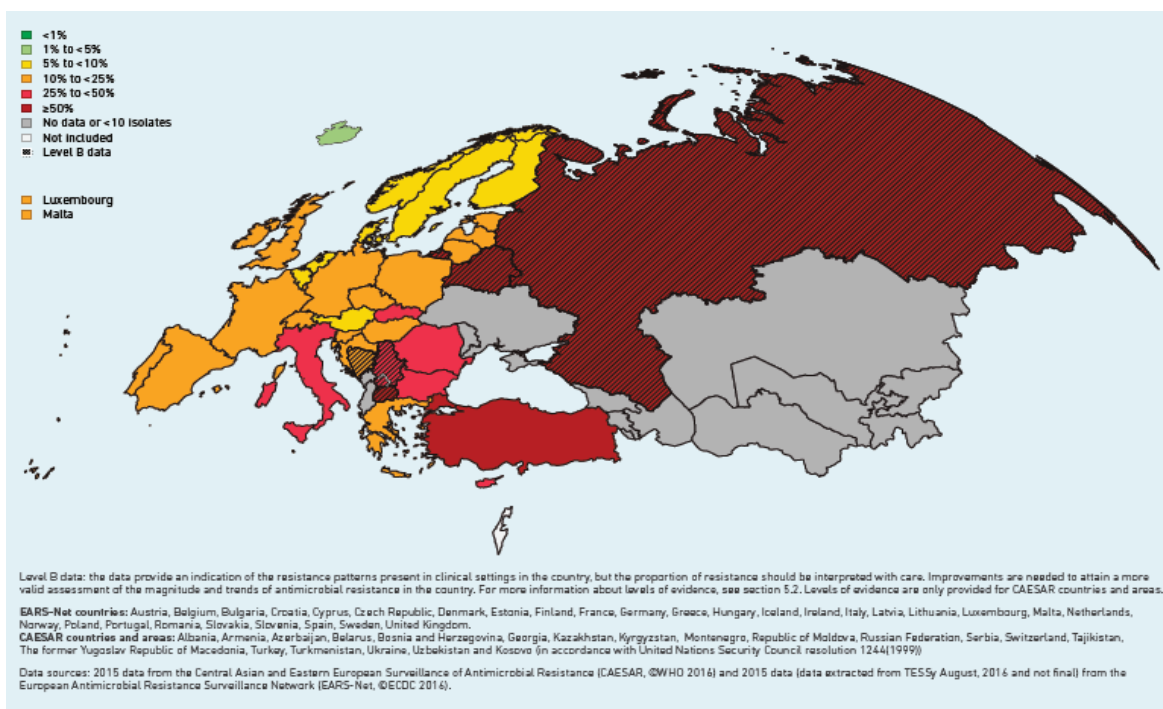 <1%
1% to <5%
5% to <10%
10% to <25%
25% to <50%
≥50%
No data or <10 isolates
Not included
Level B data
Luxembourg
Malta
Level B data: the data provide an indication of the resistance patterns present in clinical settings in the country, but the proportion of resistance should be interpreted with care. Improvements are needed to attain a more
valid assessment of the magnitude and trends of antimicrobial resistance in the country. For more information about levels of evidence, see section 5.2. Levels of evidence are only provided for CAESAR countries and areas.
EARS-Net countries: Austria, Belgium, Bulgaria, Croatia, Cyprus, Czech Republic, Denmark, Estonia, Finland, France, Germany, Greece, Hungary, Iceland, Ireland, Italy, Latvia, Lithuania, Luxembourg, Malta, Netherlands,
Norway, Poland, Portugal, Romania, Slovakia, Slovenia, Spain, Sweden, United Kingdom.
CAESAR countries and areas: Albania, Armenia, Azerbaijan, Belarus, Bosnia and Herzegovina, Georgia, Kazakhstan, Kyrgyzstan, Montenegro, Republic of Moldova, Russian Federation, Serbia, Switzerland, Tajikistan,
The former Yugoslav Republic of Macedonia, Turkey, Turkmenistan, Ukraine, Uzbekistan and Kosovo (in accordance with United Nations Security Council resolution 1244(1999))
Data sources: 2015 data from the Central Asian and Eastern European Surveillance of Antimicrobial Resistance (CAESAR, ©WHO 2016) and 2015 data (data extracted from TESSy August, 2016 and not final) from the
European Antimicrobial Resistance Surveillance Network (EARS-Net, ©ECDC 2016).